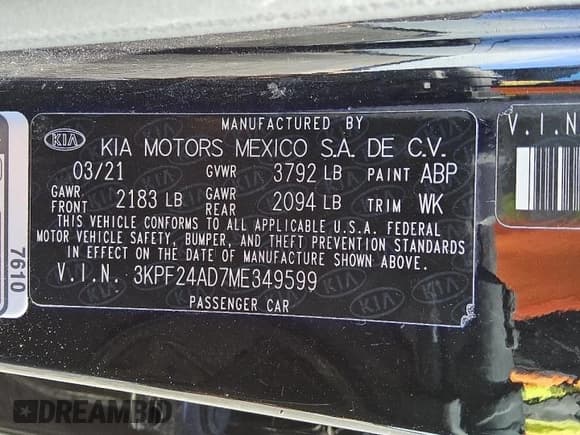 MANUFACTURED BY
KIA KIA MOTORS MEXICO S.A. DE C.V.
03/21 GVWR 3792 LB PAINT ABP
GAWR FRONT 2183 LB GAWR REAR 2094 LB TRIM WK
THIS VEHICLE CONFORMS TO ALL APPLICABLE U.S.A. FEDERAL
MOTOR VEHICLE SAFETY, BUMPER, AND THEFT PREVENTION STANDARDS
IN EFFECT ON THE DATE OF MANUFACTURE SHOWN ABOVE.
V.I.N. 3KPF24AD7ME349599
PASSENGER CAR
V.I.N
7610
DREAMBID